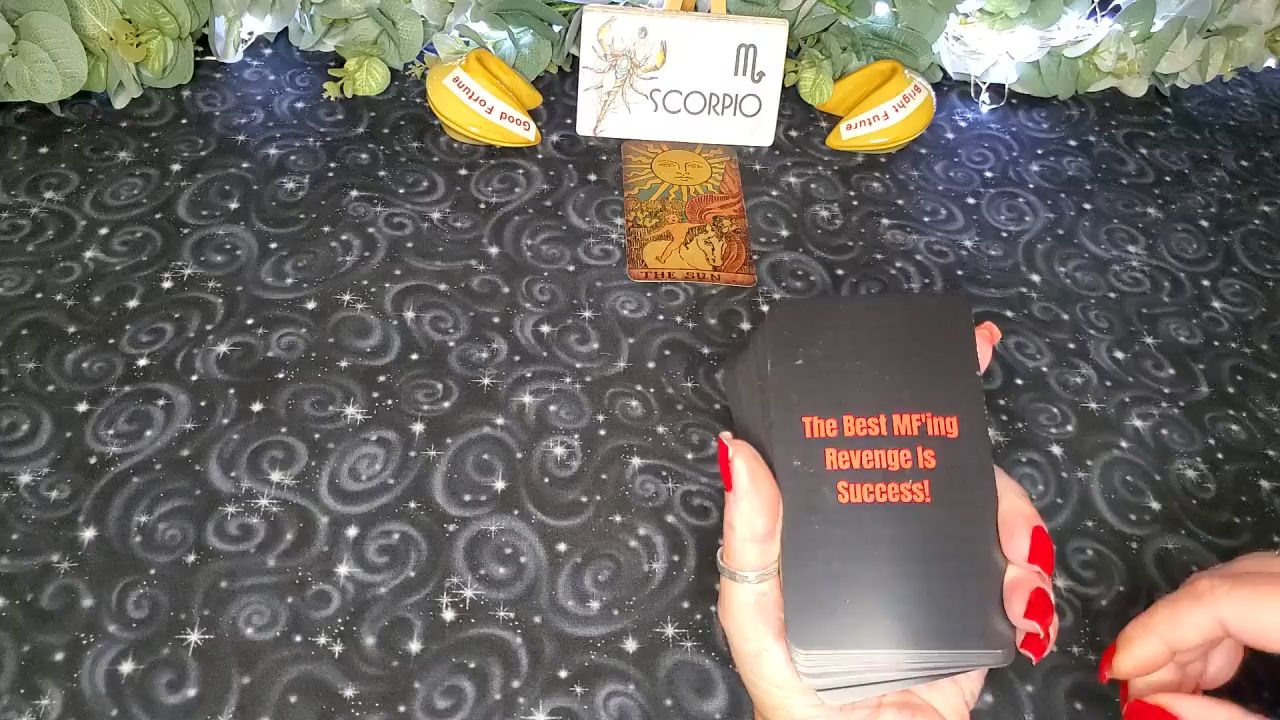 Good Fortune
♏
SCORPIO
Bright Future
THE SUN
The Best MF'ing
Revenge Is
Success!